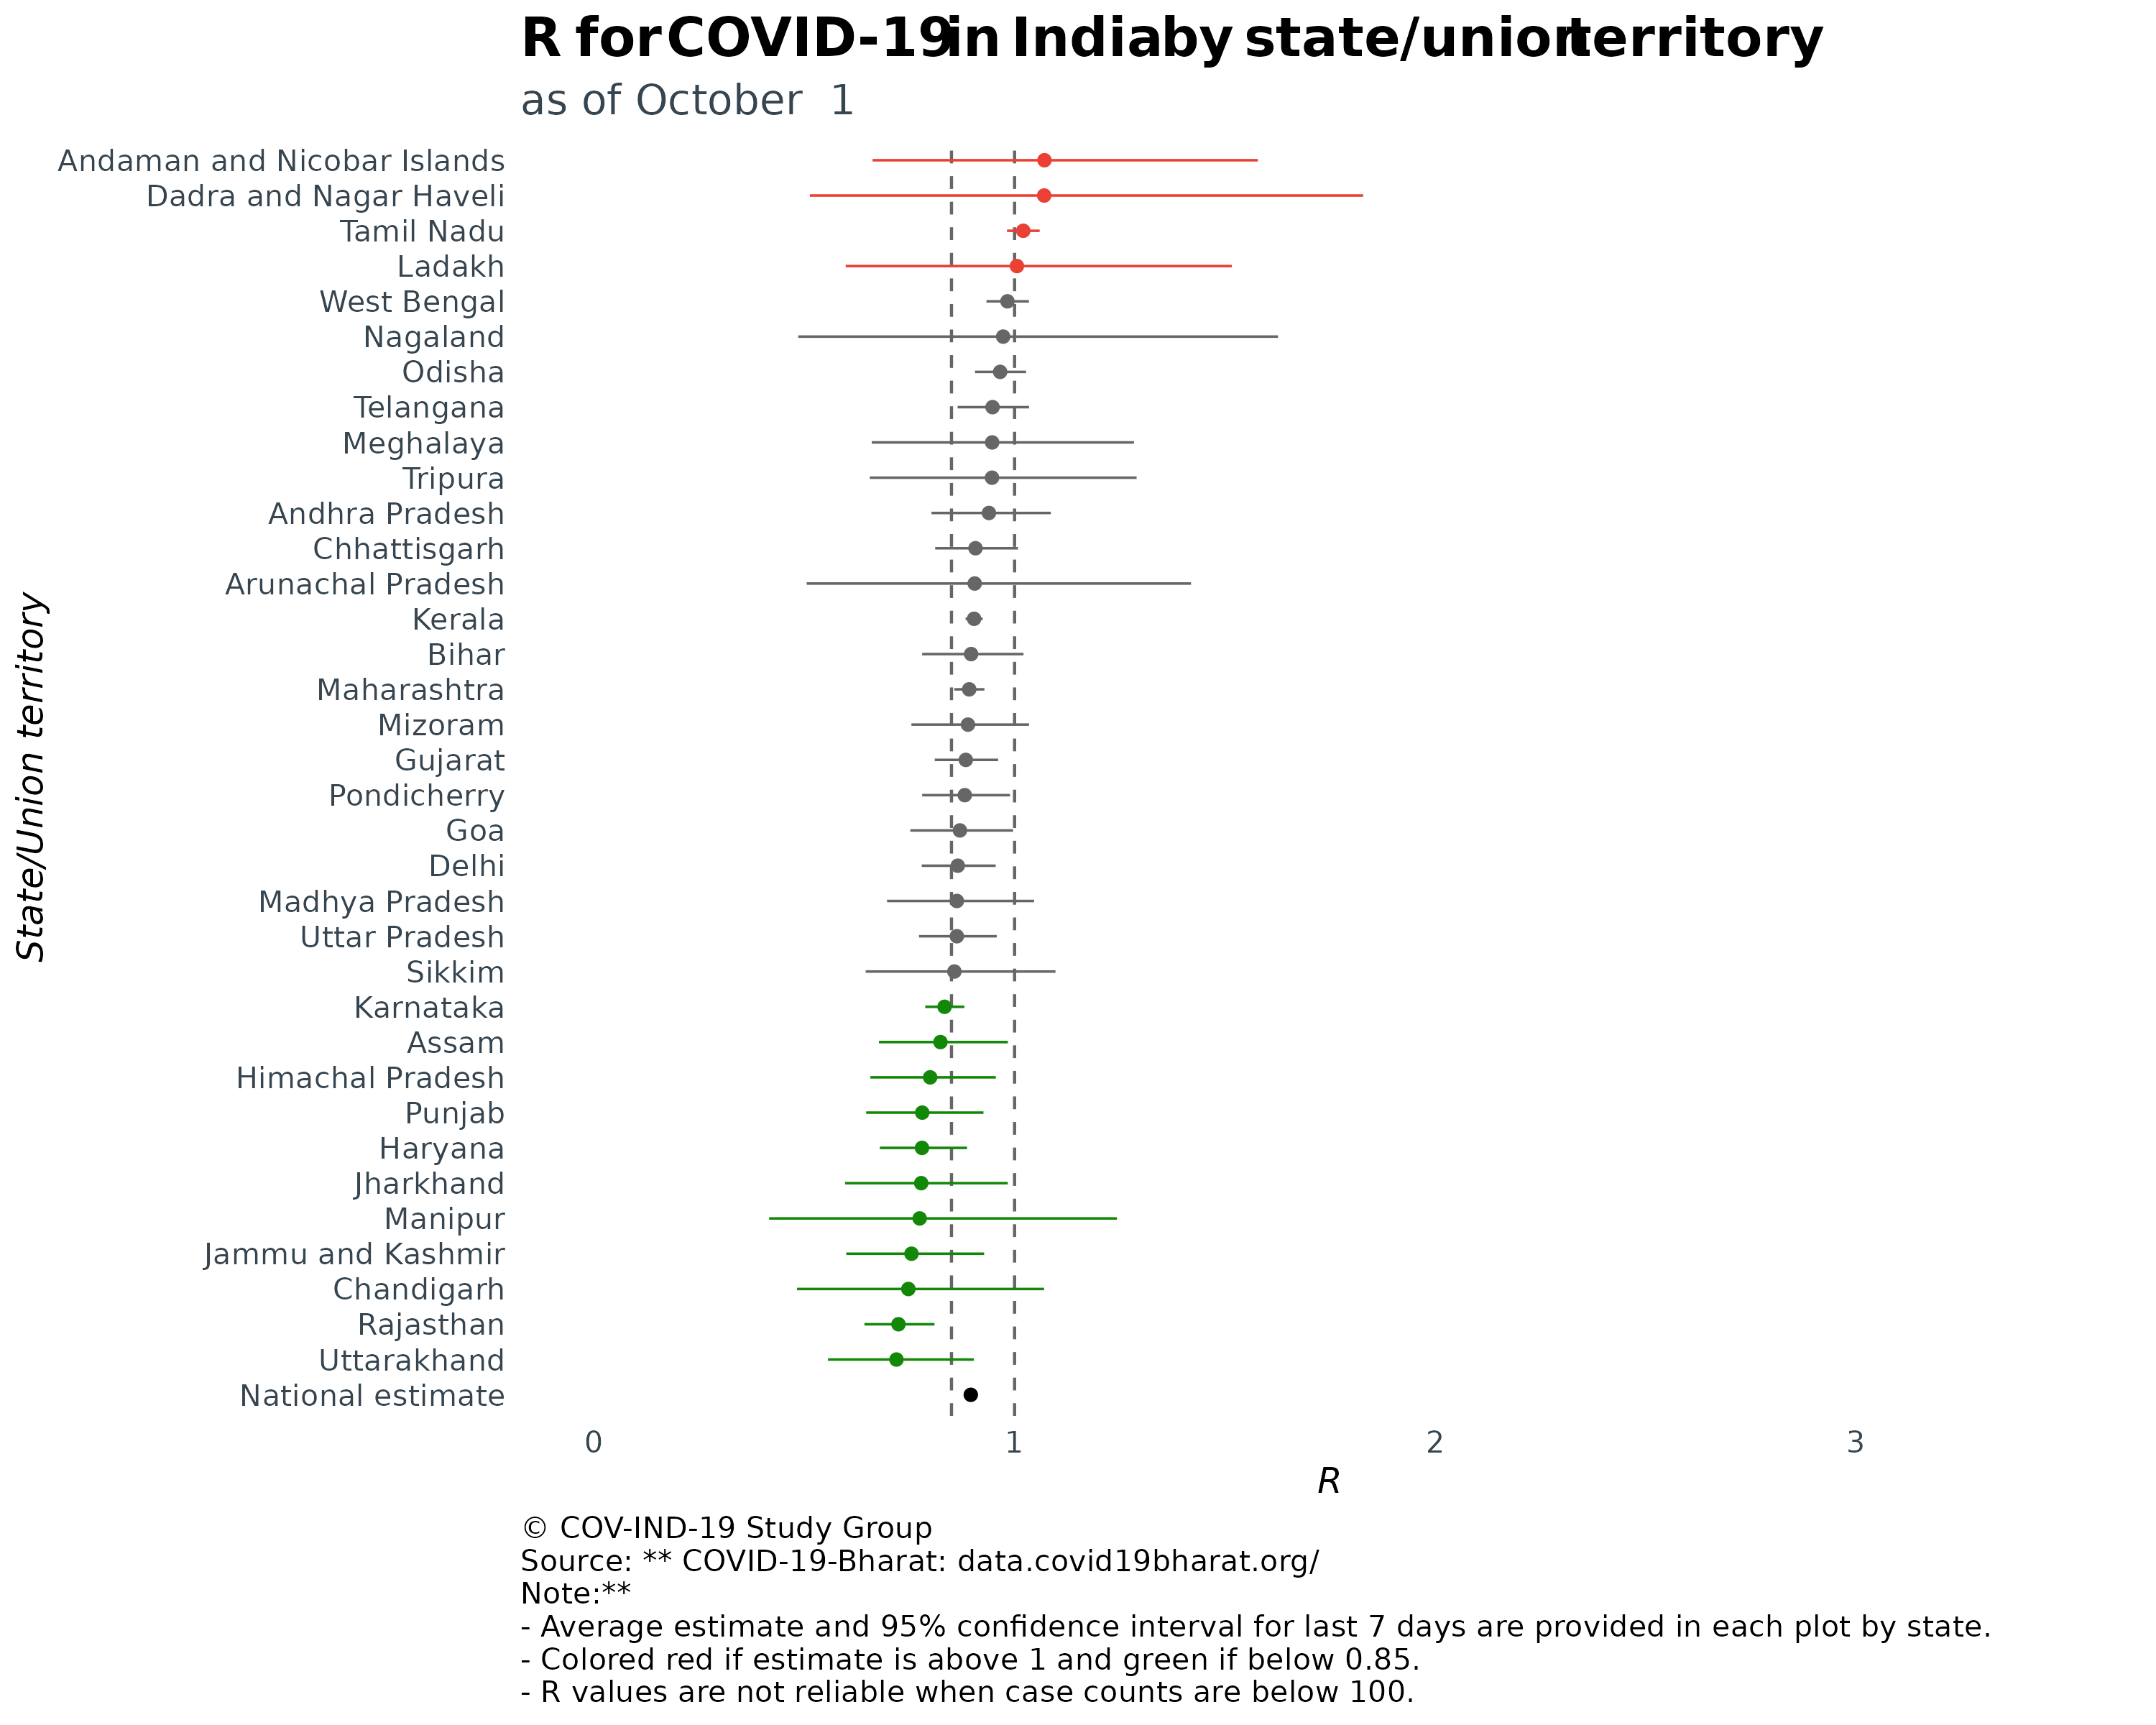 R for COVID-19 in India by state/union territory
as of October 1
Andaman and Nicobar Islands
Dadra and Nagar Haveli
Tamil Nadu
Ladakh
West Bengal
Nagaland
Odisha
Telangana
Meghalaya
Tripura
Andhra Pradesh
Chhattisgarh
Arunachal Pradesh
Kerala
Bihar
Maharashtra
Mizoram
Gujarat
Pondicherry
Goa
Delhi
Madhya Pradesh
Uttar Pradesh
Sikkim
Karnataka
Assam
Himachal Pradesh
Punjab
Haryana
Jharkhand
Manipur
Jammu and Kashmir
Chandigarh
Rajasthan
Uttarakhand
National estimate
State/Union territory
0 1 2 3
R
© COV-IND-19 Study Group
Source: ** COVID-19-Bharat: data.covid19bharat.org/
Note:**
- Average estimate and 95% confidence interval for last 7 days are provided in each plot by state.
- Colored red if estimate is above 1 and green if below 0.85.
- R values are not reliable when case counts are below 100.